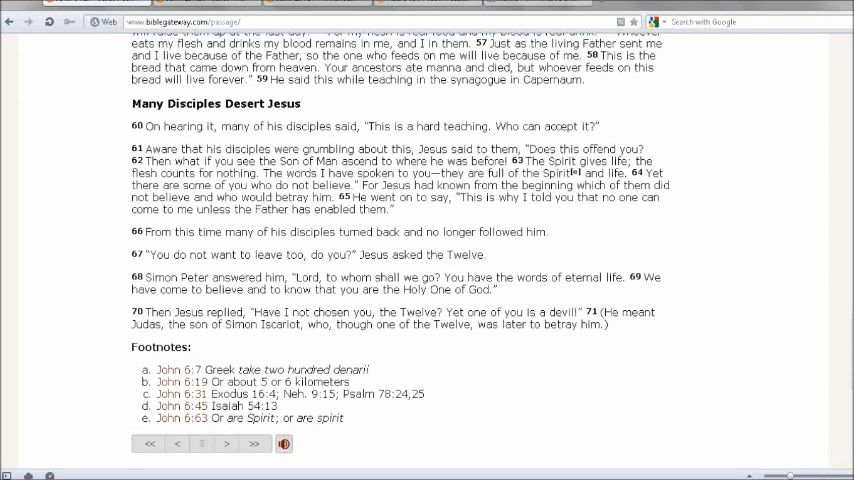 Web
www.biblegateway.com/passage/
Search with Google
eats my flesh and drinks my blood remains in me, and I in them. 57 Just as the living Father sent me
and I live because of the Father, so the one who feeds on me will live because of me. 58 This is the
bread that came down from heaven. Your ancestors ate manna and died, but whoever feeds on this
bread will live forever.” 59 He said this while teaching in the synagogue in Capernaum.
Many Disciples Desert Jesus
60 On hearing it, many of his disciples said, “This is a hard teaching. Who can accept it?”
61 Aware that his disciples were grumbling about this, Jesus said to them, “Does this offend you?
62 Then what if you see the Son of Man ascend to where he was before! 63 The Spirit gives life; the
flesh counts for nothing. The words I have spoken to you—they are full of the Spirit[e] and life. 64 Yet
there are some of you who do not believe.” For Jesus had known from the beginning which of them did
not believe and who would betray him. 65 He went on to say, “This is why I told you that no one can
come to me unless the Father has enabled them.”
66 From this time many of his disciples turned back and no longer followed him.
67 “You do not want to leave too, do you?” Jesus asked the Twelve.
68 Simon Peter answered him, “Lord, to whom shall we go? You have the words of eternal life. 69 We
have come to believe and to know that you are the Holy One of God.”
70 Then Jesus replied, “Have I not chosen you, the Twelve? Yet one of you is a devil!” 71 (He meant
Judas, the son of Simon Iscariot, who, though one of the Twelve, was later to betray him.)
Footnotes:
a. John 6:7 Greek take two hundred denarii
b. John 6:19 Or about 5 or 6 kilometers
c. John 6:31 Exodus 16:4; Neh. 9:15; Psalm 78:24,25
d. John 6:45 Isaiah 54:13
e. John 6:63 Or are Spirit; or are spirit
<< < > >>